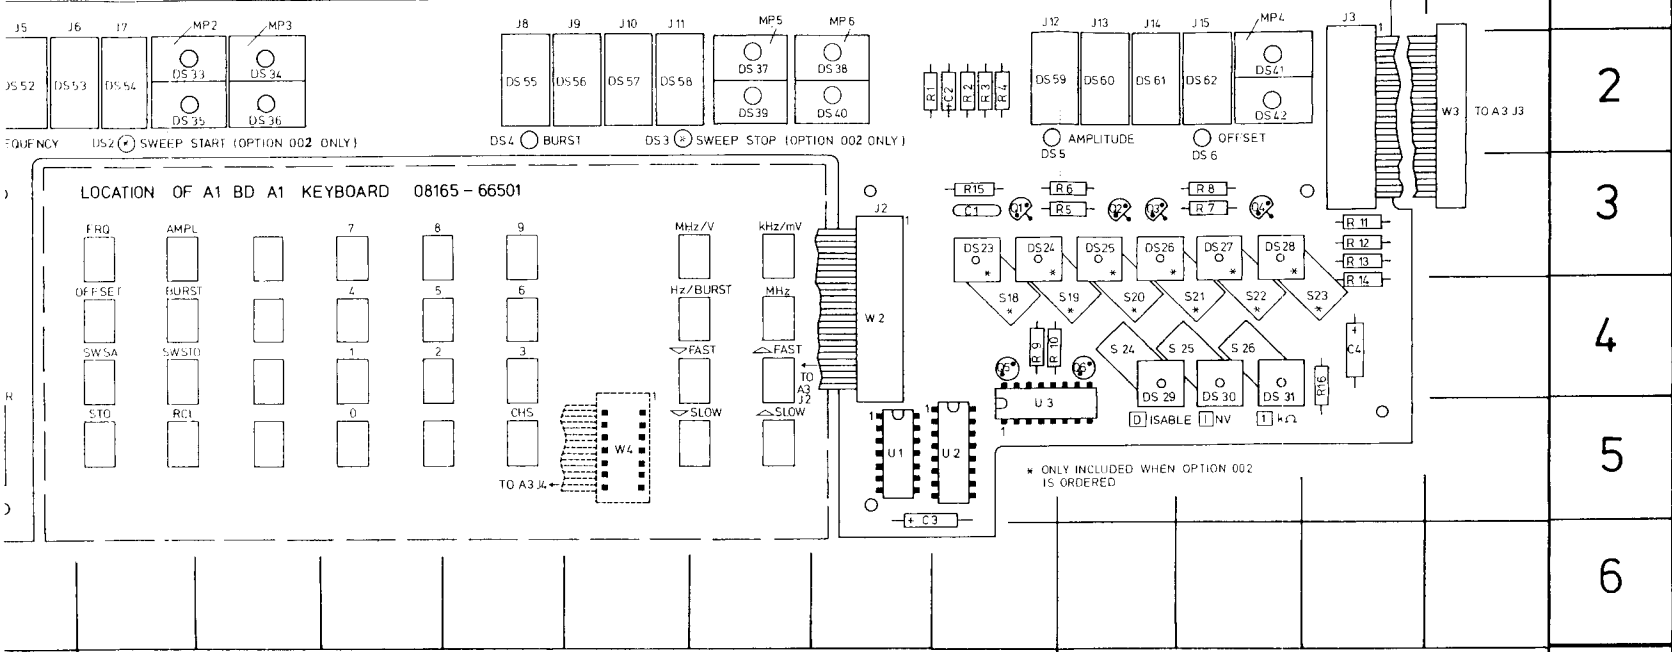 J5 J6 J7 MP2 MP3 J8 J9 J10 J11 MP5 MP6 J12 J13 J14 J15 MP4 J3 1
DS33 DS34 DS37 DS38 DS41
DS52 DS53 DS54 DS55 DS56 DS57 DS58 R1 +C2 R2 R3 R4 DS59 DS60 DS61 DS62 2
DS35 DS36 DS39 DS40 DS42 W3 TO A3 J3
EQUENCY DS2 * SWEEP START (OPTION 002 ONLY) DS4 BURST DS3 * SWEEP STOP (OPTION 002 ONLY) AMPLITUDE OFFSET
DS5 DS6
LOCATION OF A1 BD A1 KEYBOARD 08165-66501 R15 R6 R8 3
J2 1 C1 Q1 R5 Q2 Q3 R7 Q4
FRQ AMPL 7 8 9 MHz/V kHz/mV R11
DS23 DS24 DS25 DS26 DS27 DS28 R12
* * * * * * R13
OFFSET BURST 4 5 6 Hz/BURST MHz R14
S18 S19 S20 S21 S22 S23
* * * * * *
W2 4
SWSA SWSTO 1 2 3 ▽FAST △FAST R9 R10 S24 S25 S26 + C4
TO A3 J2 Q5 Q6 R16
R
STO RCL 0 CHS 1 ▽SLOW △SLOW U3 DS29 DS30 DS31
1 1 1 DISABLE INV 1 kΩ
W4 U1 U2 5
TO A3 J4
* ONLY INCLUDED WHEN OPTION 002
IS ORDERED
+ C3
6